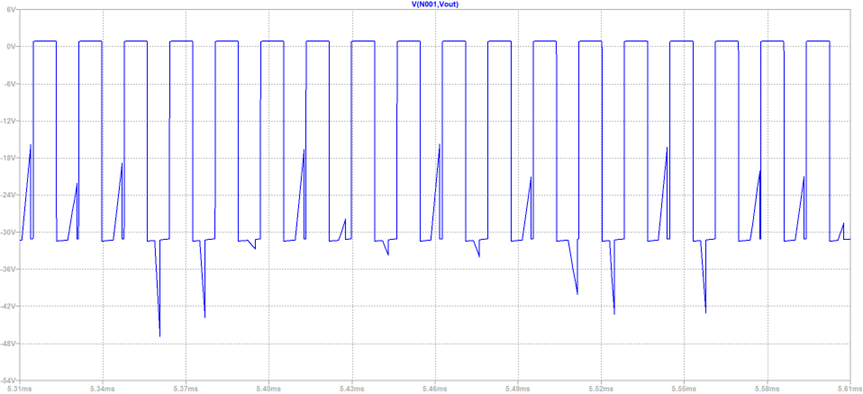 V(N001,Vout)
6V
0V
-6V
-12V
-18V
-24V
-30V
-36V
-42V
-48V
-54V
5.31ms 5.34ms 5.37ms 5.40ms 5.43ms 5.46ms 5.49ms 5.52ms 5.55ms 5.58ms 5.61ms